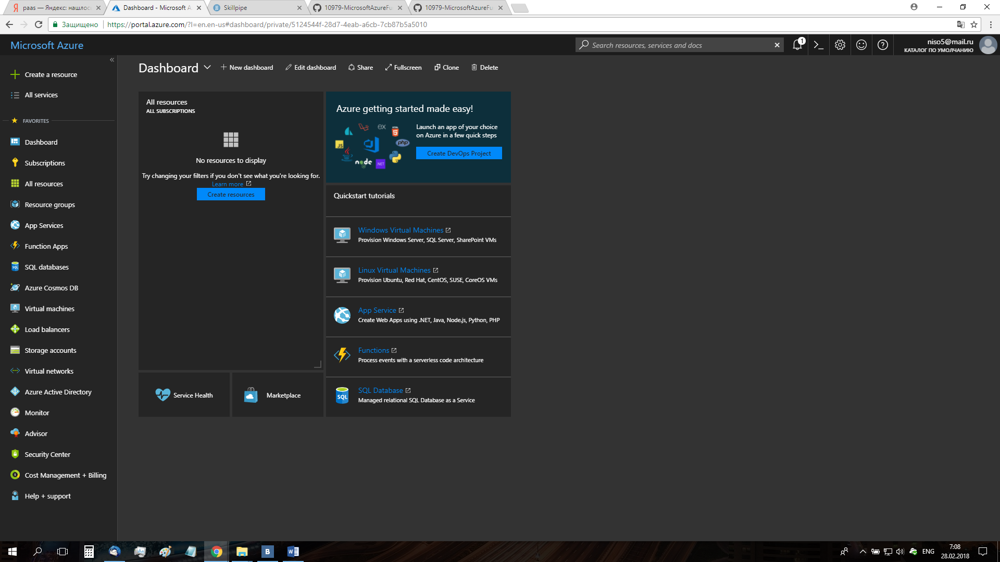 paas — Яндекс: нашлос
Dashboard - Microsoft A
Skillpipe
10979-MicrosoftAzureFu
10979-MicrosoftAzureFu
Защищено
https://portal.azure.com/?l=en.en-us#dashboard/private/5124544f-28d7-4eab-a6cb-7cb87b5a5010
Microsoft Azure
Search resources, services and docs
1
niso5@mail.ru
КАТАЛОГ ПО УМОЛЧАНИЮ
Create a resource
All services
FAVORITES
Dashboard
Subscriptions
All resources
Resource groups
App Services
Function Apps
SQL databases
Azure Cosmos DB
Virtual machines
Load balancers
Storage accounts
Virtual networks
Azure Active Directory
Monitor
Advisor
Security Center
Cost Management + Billing
Help + support
Dashboard
New dashboard
Edit dashboard
Share
Fullscreen
Clone
Delete
All resources
ALL SUBSCRIPTIONS
No resources to display
Try changing your filters if you don't see what you're looking for.
Learn more
Create resources
Service Health
Marketplace
Azure getting started made easy!
EX
JS
php
node
.NET
Launch an app of your choice
on Azure in a few quick steps
Create DevOps Project
Quickstart tutorials
Windows Virtual Machines
Provision Windows Server, SQL Server, SharePoint VMs
Linux Virtual Machines
Provision Ubuntu, Red Hat, CentOS, SUSE, CoreOS VMs
App Service
Create Web Apps using .NET, Java, Node.js, Python, PHP
Functions
Process events with a serverless code architecture
SQL
SQL Database
Managed relational SQL Database as a Service
B
ENG
7:08
28.02.2018